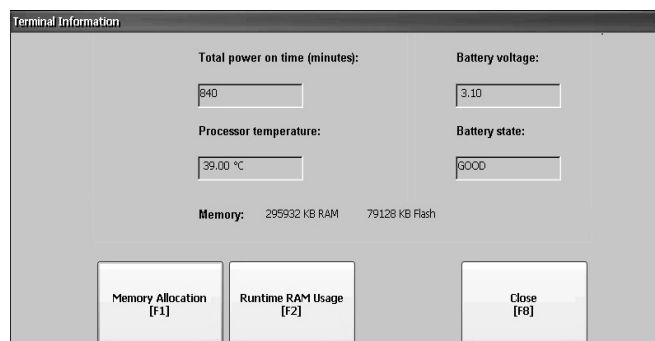 Terminal Information
Total power on time (minutes):
Battery voltage:
840
3.10
Processor temperature:
Battery state:
39.00 °C
GOOD
Memory: 295932 KB RAM 79128 KB Flash
Memory Allocation
[F1]
Runtime RAM Usage
[F2]
Close
[F8]